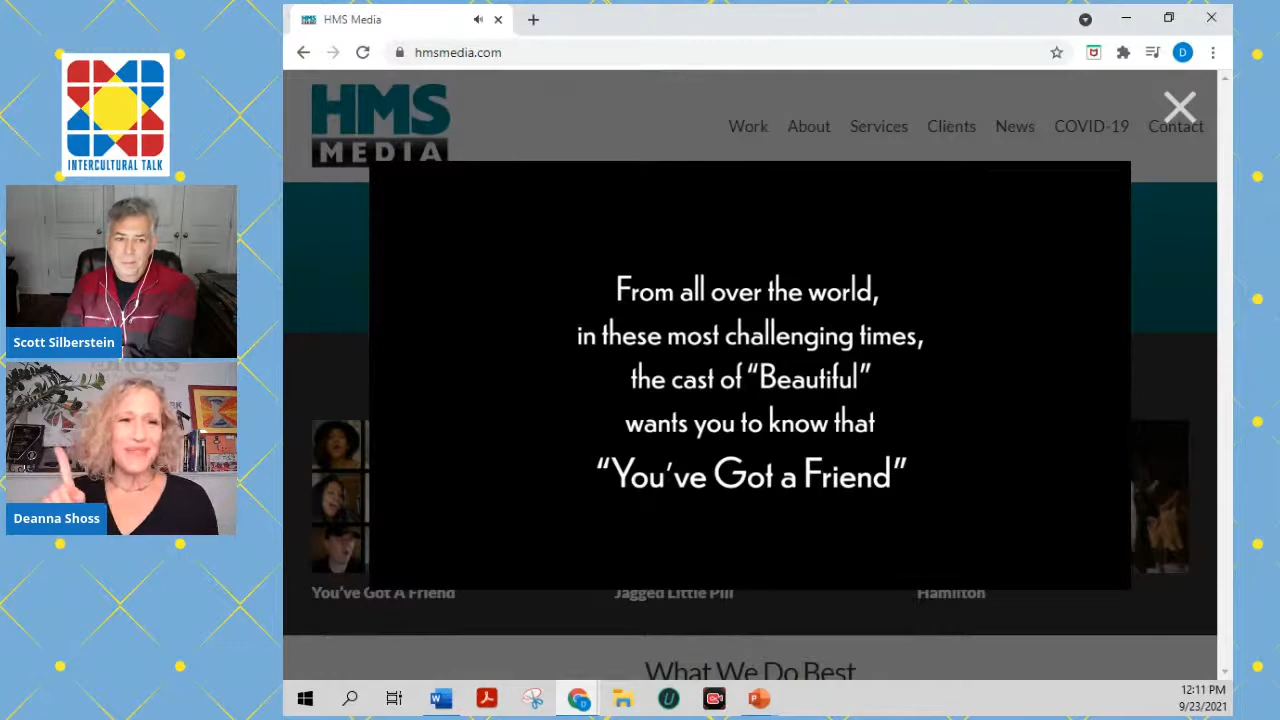 HMS Media
hmsmedia.com
D
INTERCULTURAL TALK
HMS
MEDIA
Work About Services Clients News COVID-19 Contact
From all over the world,
in these most challenging times,
the cast of “Beautiful”
wants you to know that
“You’ve Got a Friend”
Scott Silberstein
Deanna Shoss
You've Got A Friend Jagged Little Pill Hamilton
What We Do Best
12:11 PM
9/23/2021